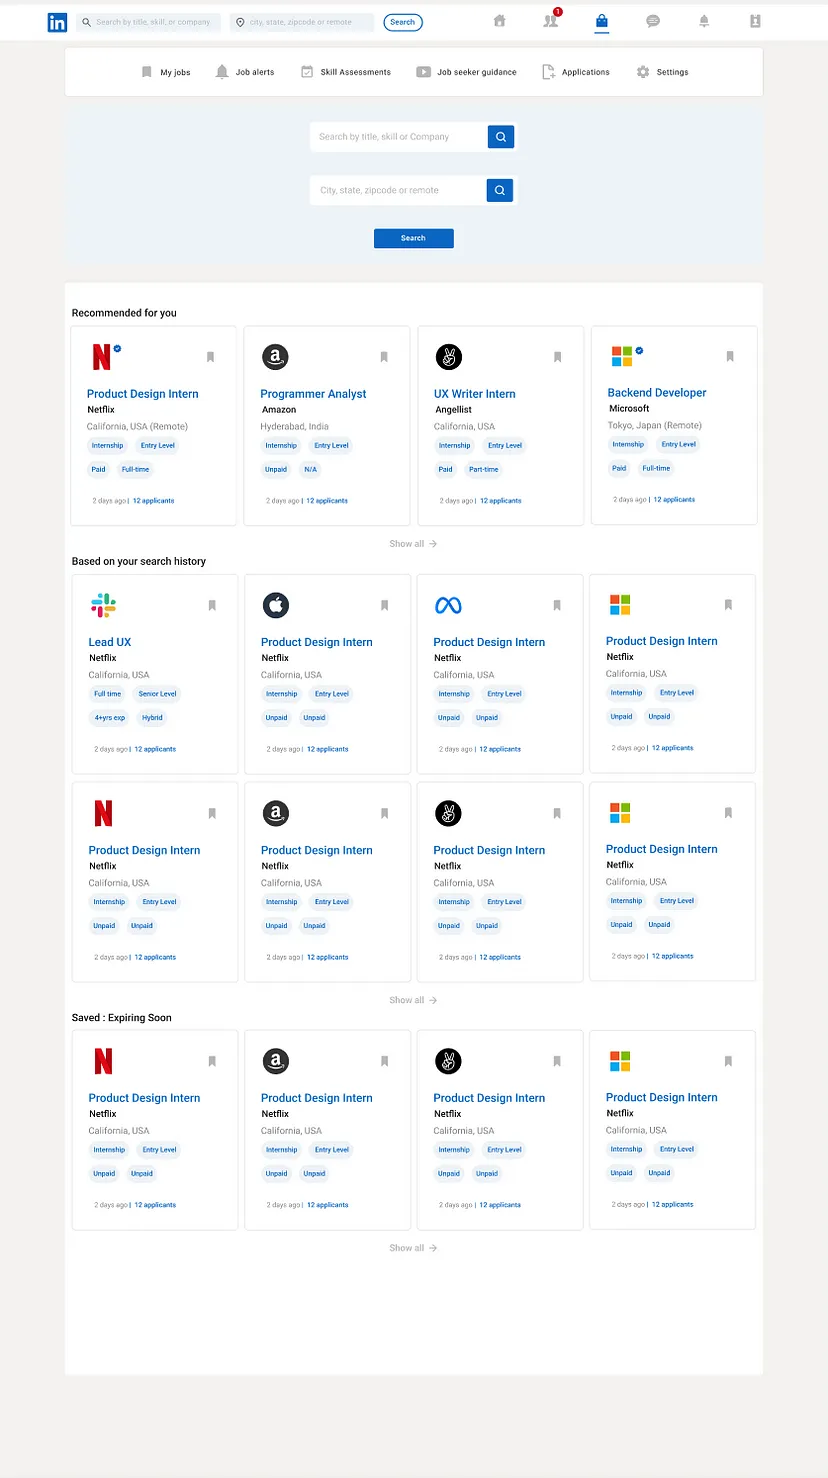 in Search by title, skill, or company city, state, zipcode or remote Search 1
My jobs Job alerts Skill Assessments Job seeker guidance Applications Settings
Search by title, skill or Company
City, state, zipcode or remote
Search
Recommended for you
Product Design Intern
Netflix
California, USA (Remote)
Internship Entry Level
Paid Full-time
2 days ago | 12 applicants
a
Programmer Analyst
Amazon
Hyderabad, India
Internship Entry Level
Unpaid N/A
2 days ago | 12 applicants
UX Writer Intern
Angellist
California, USA
Internship Entry Level
Paid Part-time
2 days ago | 12 applicants
Backend Developer
Microsoft
Tokyo, Japan (Remote)
Internship Entry Level
Paid Full-time
2 days ago | 12 applicants
Show all →
Based on your search history
Lead UX
Netflix
California, USA
Full time Senior Level
4+yrs exp Hybrid
2 days ago | 12 applicants
Product Design Intern
Netflix
California, USA
Internship Entry Level
Unpaid Unpaid
2 days ago | 12 applicants
Product Design Intern
Netflix
California, USA
Internship Entry Level
Unpaid Unpaid
2 days ago | 12 applicants
Product Design Intern
Netflix
California, USA
Internship Entry Level
Unpaid Unpaid
2 days ago | 12 applicants
N
Product Design Intern
Netflix
California, USA
Internship Entry Level
Unpaid Unpaid
2 days ago | 12 applicants
a
Product Design Intern
Netflix
California, USA
Internship Entry Level
Unpaid Unpaid
2 days ago | 12 applicants
Product Design Intern
Netflix
California, USA
Internship Entry Level
Unpaid Unpaid
2 days ago | 12 applicants
Product Design Intern
Netflix
California, USA
Internship Entry Level
Unpaid Unpaid
2 days ago | 12 applicants
Show all →
Saved : Expiring Soon
N
Product Design Intern
Netflix
California, USA
Internship Entry Level
Unpaid Unpaid
2 days ago | 12 applicants
a
Product Design Intern
Netflix
California, USA
Internship Entry Level
Unpaid Unpaid
2 days ago | 12 applicants
Product Design Intern
Netflix
California, USA
Internship Entry Level
Unpaid Unpaid
2 days ago | 12 applicants
Product Design Intern
Netflix
California, USA
Internship Entry Level
Unpaid Unpaid
2 days ago | 12 applicants
Show all →